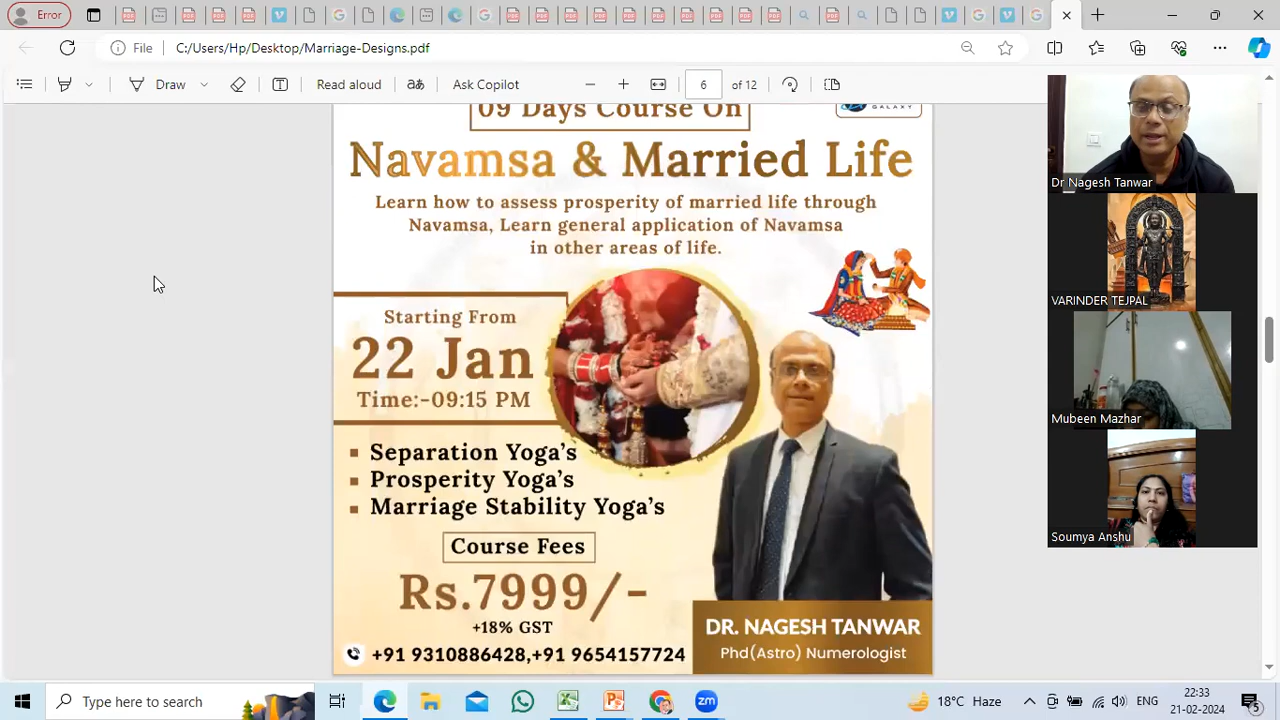 Error
File
C:/Users/Hp/Desktop/Marriage-Designs.pdf
Draw
Read aloud
Ask Copilot
6
of 12
09 Days Course On
GALAXY
Navamsa & Married Life
Learn how to assess prosperity of married life through
Navamsa, Learn general application of Navamsa
in other areas of life.
Starting From
22 Jan
Time:-09:15 PM
Separation Yoga's
Prosperity Yoga's
Marriage Stability Yoga's
Course Fees
Rs.7999/-
+18% GST
+91 9310886428,+91 9654157724
DR. NAGESH TANWAR
Phd(Astro) Numerologist
Dr Nagesh Tanwar
VARINDER TEJPAL
Mubeen Mazhar
Soumya Anshu
Type here to search
18°C Haze
ENG
22:33
21-02-2024
5